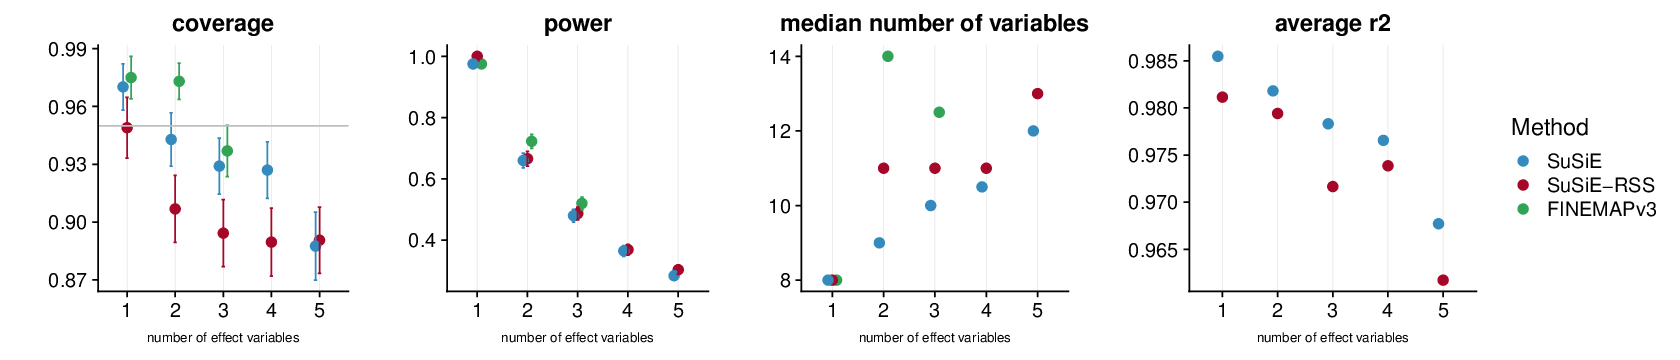 coverage
0.99
0.96
0.93
0.90
0.87
1 2 3 4 5
number of effect variables
power
1.0
0.8
0.6
0.4
1 2 3 4 5
number of effect variables
median number of variables
14
12
10
8
1 2 3 4 5
number of effect variables
average r2
0.985
0.980
0.975
0.970
0.965
1 2 3 4 5
number of effect variables
Method
SuSiE
SuSiE−RSS
FINEMAPv3